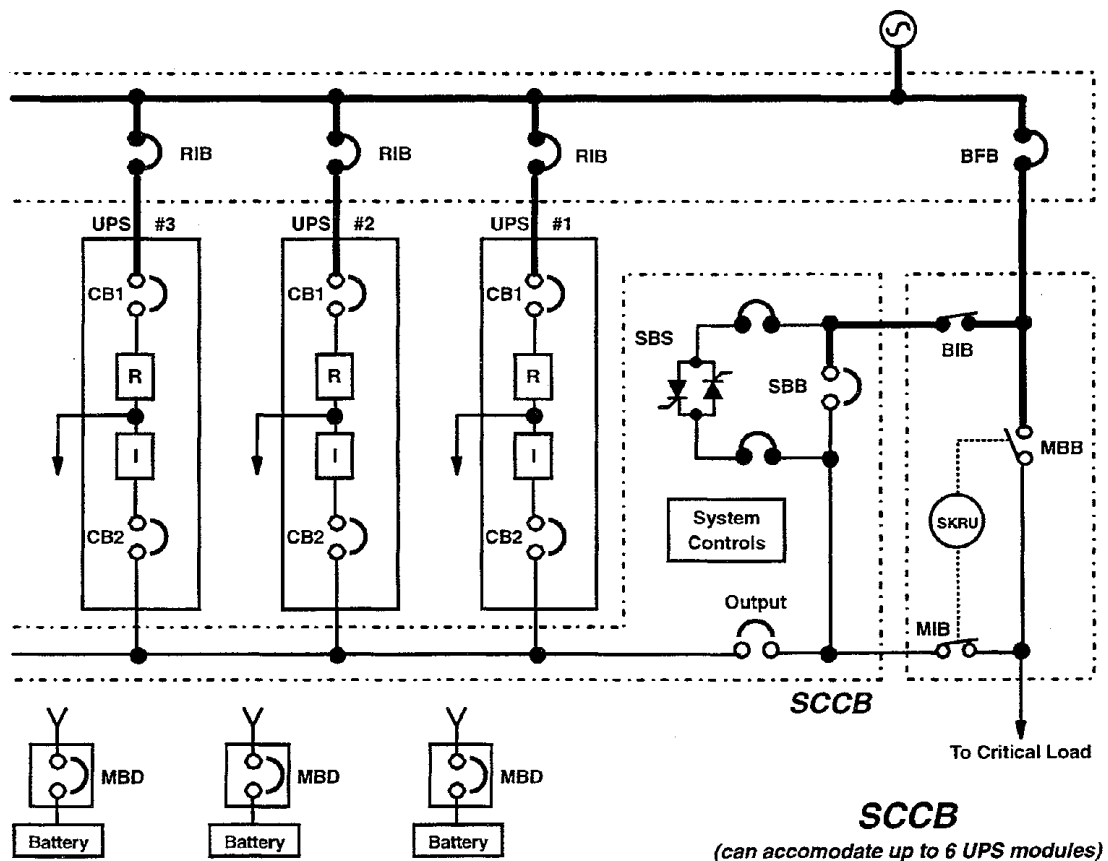 RIB
RIB
RIB
BFB
UPS #3
UPS #2
UPS #1
CB1
CB1
CB1
SBS
BIB
SBB
R
R
R
I
I
I
MBB
System
Controls
SKRU
CB2
CB2
CB2
Output
MIB
SCCB
To Critical Load
MBD
MBD
MBD
Battery
Battery
Battery
SCCB
(can accomodate up to 6 UPS modules)